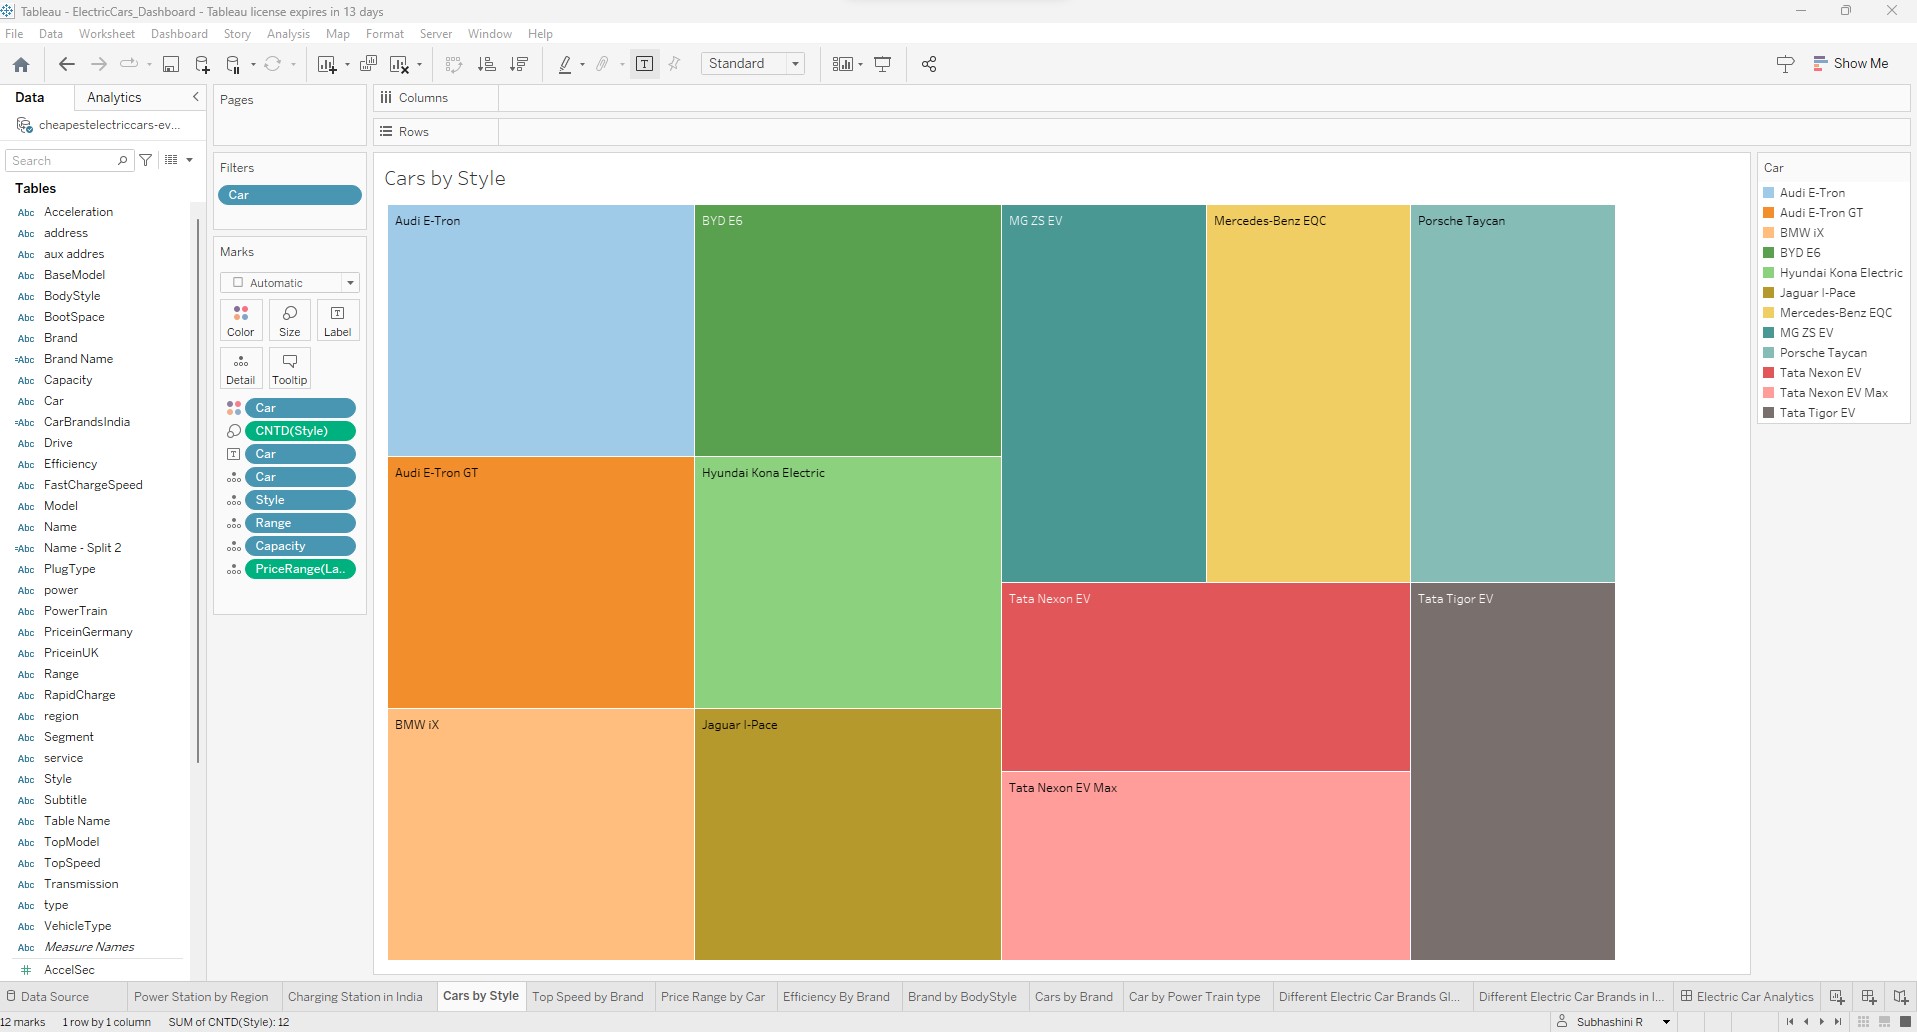 Tableau - ElectricCars_Dashboard - Tableau license expires in 13 days
File Data Worksheet Dashboard Story Analysis Map Format Server Window Help
Standard
Show Me
Data Analytics
cheapestelectriccars-ev...
Search
Tables
Abc Acceleration
Abc address
Abc aux addres
Abc BaseModel
Abc BodyStyle
Abc BootSpace
Abc Brand
=Abc Brand Name
Abc Capacity
Abc Car
=Abc CarBrandsIndia
Abc Drive
Abc Efficiency
Abc FastChargeSpeed
Abc Model
Abc Name
=Abc Name - Split 2
Abc PlugType
Abc power
Abc PowerTrain
Abc PriceinGermany
Abc PriceinUK
Abc Range
Abc RapidCharge
Abc region
Abc Segment
Abc service
Abc Style
Abc Subtitle
Abc Table Name
Abc TopModel
Abc TopSpeed
Abc Transmission
Abc type
Abc VehicleType
Abc Measure Names
# AccelSec
Pages
Filters
Car
Marks
Automatic
Color Size Label
Detail Tooltip
Car
CNTD(Style)
T Car
Car
Style
Range
Capacity
PriceRange(La..
Columns
Rows
Cars by Style
Audi E-Tron
BYD E6
MG ZS EV
Mercedes-Benz EQC
Porsche Taycan
Audi E-Tron GT
Hyundai Kona Electric
Tata Nexon EV
Tata Tigor EV
BMW iX
Jaguar I-Pace
Tata Nexon EV Max
Car
Audi E-Tron
Audi E-Tron GT
BMW iX
BYD E6
Hyundai Kona Electric
Jaguar I-Pace
Mercedes-Benz EQC
MG ZS EV
Porsche Taycan
Tata Nexon EV
Tata Nexon EV Max
Tata Tigor EV
Data Source Power Station by Region Charging Station in India Cars by Style Top Speed by Brand Price Range by Car Efficiency By Brand Brand by BodyStyle Cars by Brand Car by Power Train type Different Electric Car Brands Gl... Different Electric Car Brands in I... Electric Car Analytics
12 marks 1 row by 1 column SUM of CNTD(Style): 12 Subhashini R